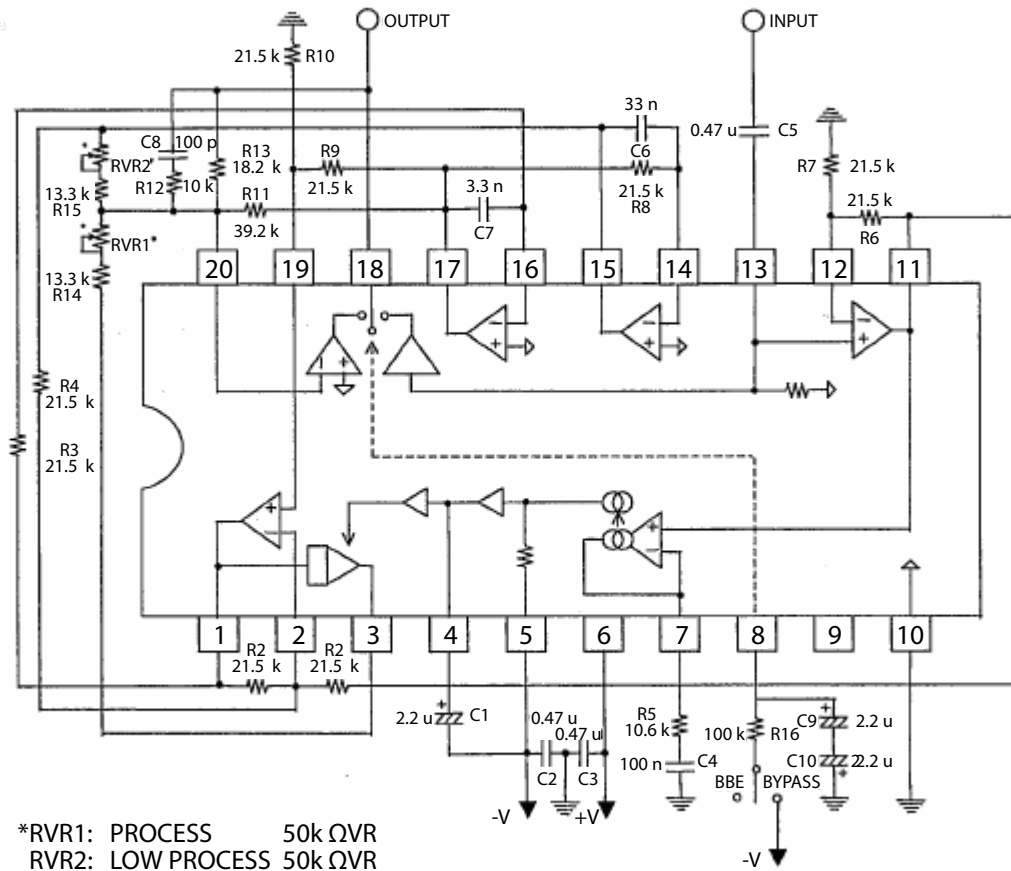 OUTPUT
INPUT
21.5 k
R10
33 n
C6
0.47 u
C5
C8
100 p
R13
18.2 k
R9
21.5 k
R7
21.5 k
RVR2*
R12
10 k
R11
39.2 k
3.3 n
C7
21.5 k
R8
21.5 k
R6
13.3 k
R15
RVR1*
13.3 k
R14
20
19
18
17
16
15
14
13
12
11
R4
21.5 k
R3
21.5 k
1
2
3
4
5
6
7
8
9
10
R2
21.5 k
R2
21.5 k
2.2 u
C1
0.47 u
0.47 u
C2
C3
R5
10.6 k
100 n
C4
100 k
R16
C9
2.2 u
C10
2.2 u
BBE
BYPASS
-V
+V
-V
*RVR1: PROCESS 50k ΩVR
RVR2: LOW PROCESS 50k ΩVR